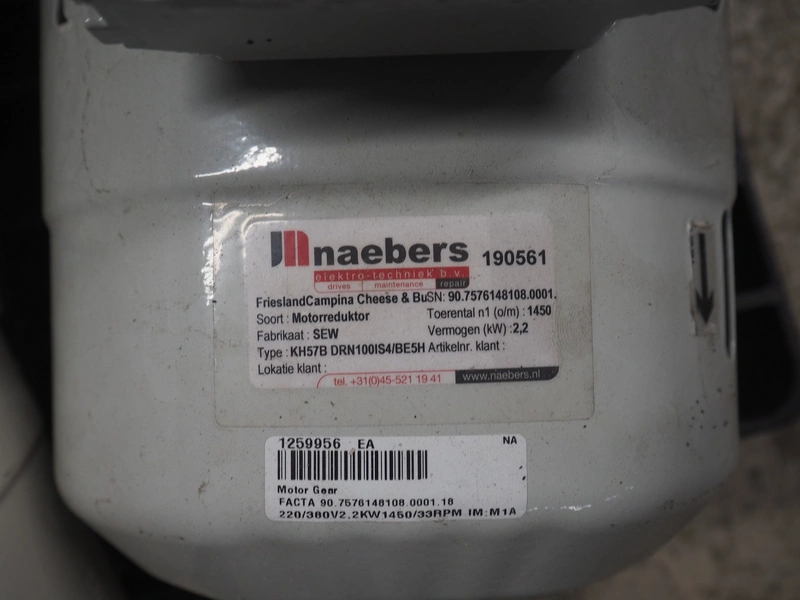 naebers 190561
elektro-techniek b.v.
drives maintenance repair
FrieslandCampina Cheese & Bu SN: 90.7576148108.0001.
Soort : Motorreduktor Toerental n1 (o/m) : 1450
Fabrikaat : SEW Vermogen (kW) : 2,2
Type : KH57B DRN100IS4/BE5H Artikelnr. klant :
Lokatie klant :
tel. +31(0)45-521 19 41 www.naebers.nl
1259956 EA NA
Motor Gear
FACTA 90.7576148108.0001.18
220/380V2.2KW1450/33RPM IM:M1A